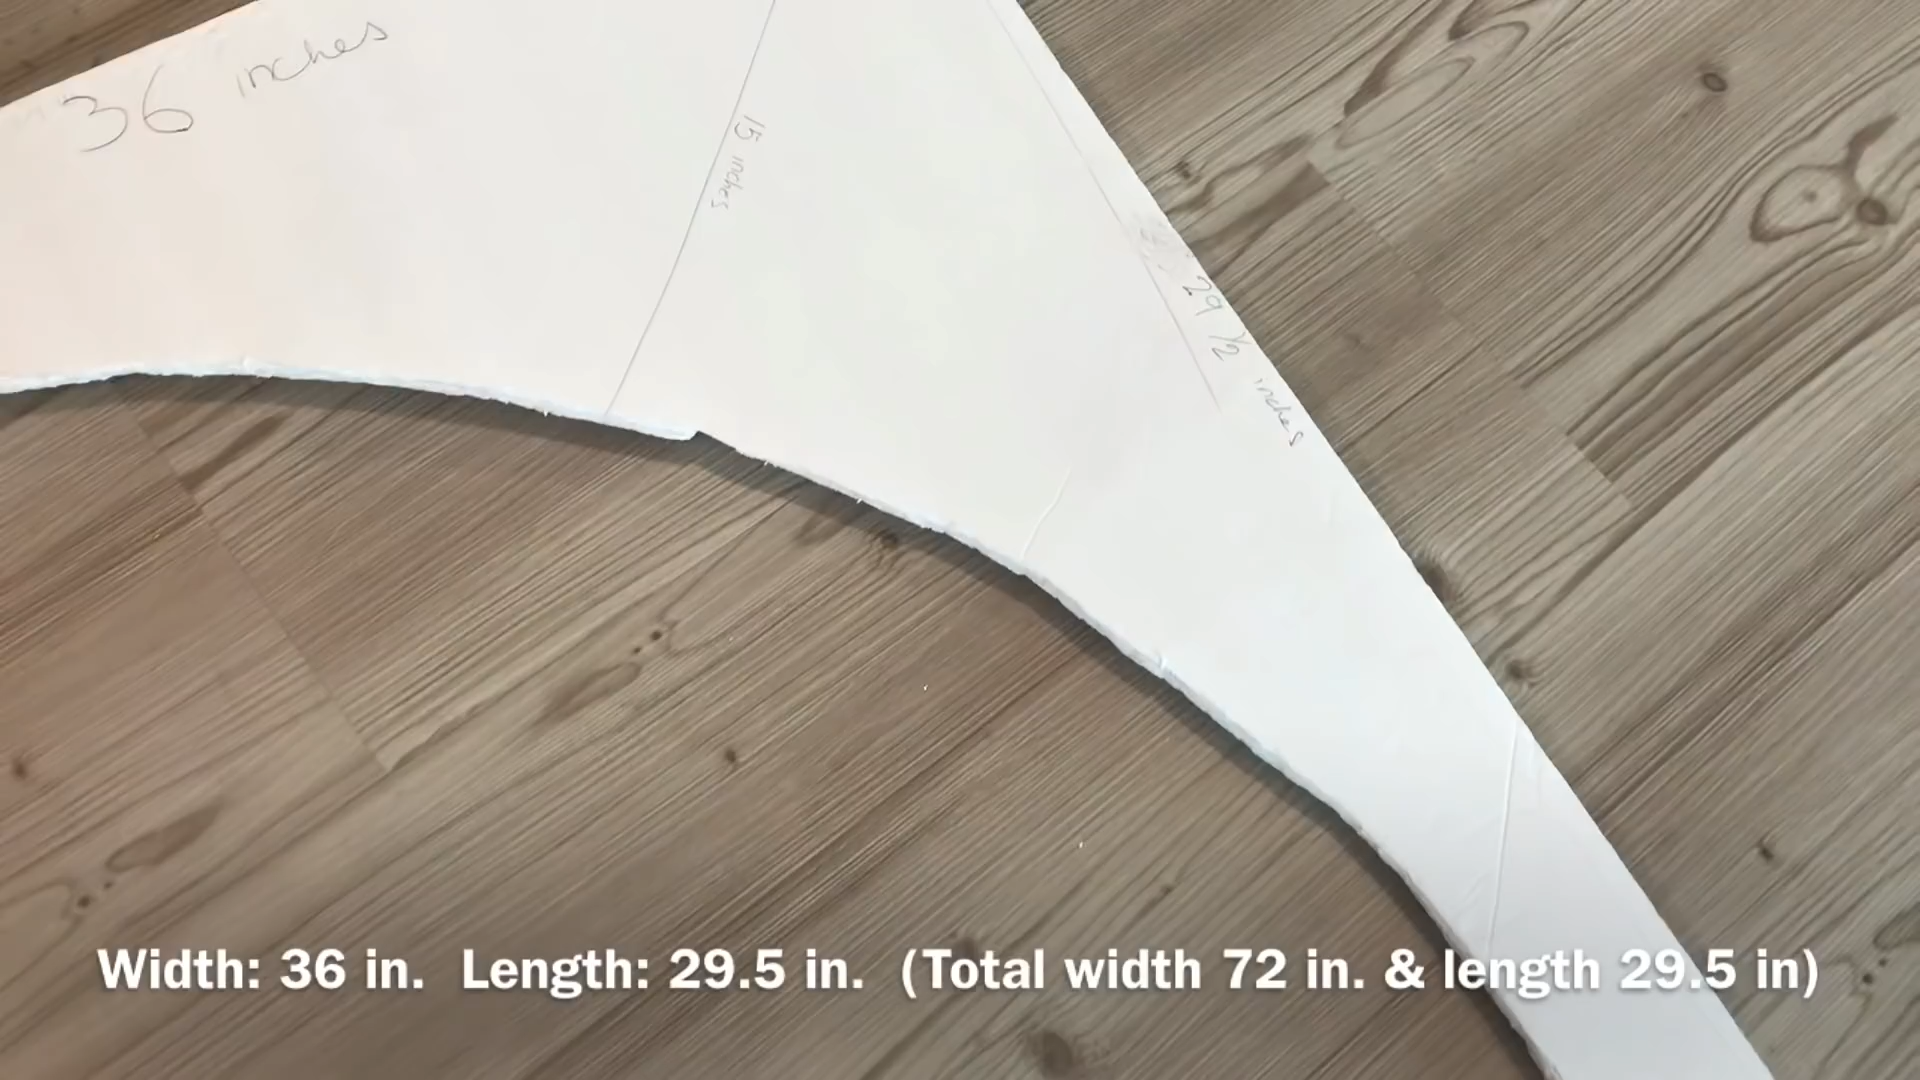 36 inches
15 inches
29 1/2 inches
Width: 36 in. Length: 29.5 in. (Total width 72 in. & length 29.5 in)